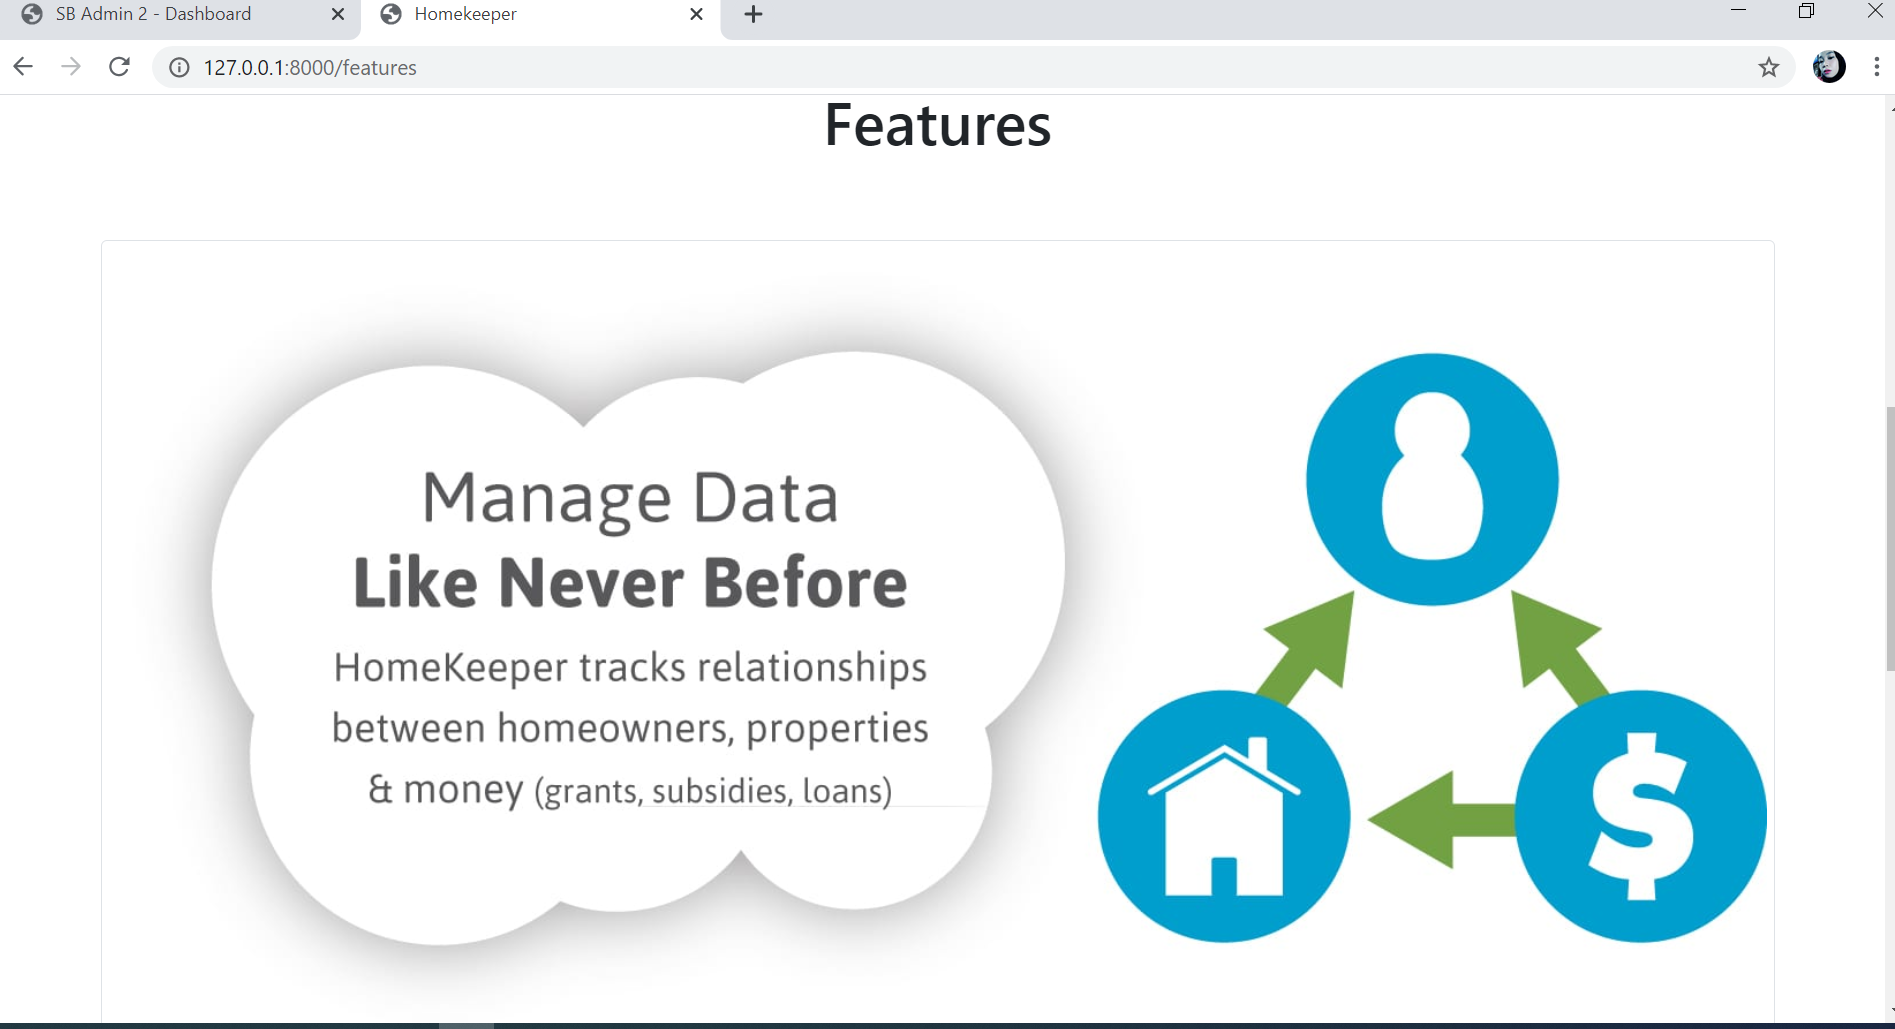 SB Admin 2 - Dashboard
Homekeeper
127.0.0.1:8000/features
Features
Manage Data
Like Never Before
HomeKeeper tracks relationships
between homeowners, properties
& money (grants, subsidies, loans)
$